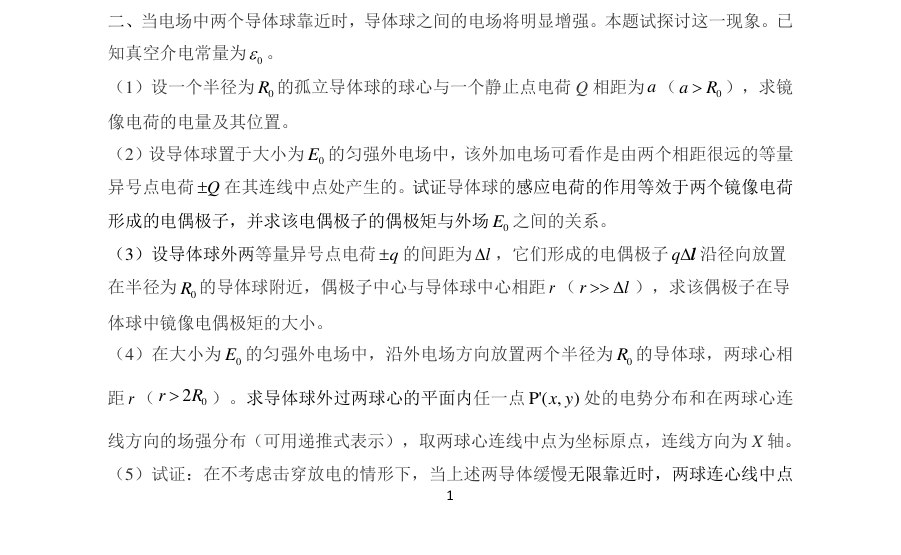 二、当电场中两个导体球靠近时，导体球之间的电场将明显增强。本题试探讨这一现象。已
知真空介电常量为ε₀。
（1）设一个半径为R₀的孤立导体球的球心与一个静止点电荷 Q 相距为a（a > R₀），求镜
像电荷的电量及其位置。
（2）设导体球置于大小为E₀的匀强外电场中，该外加电场可看作是由两个相距很远的等量
异号点电荷±Q在其连线中点处产生的。试证导体球的感应电荷的作用等效于两个镜像电荷
形成的电偶极子，并求该电偶极子的偶极矩与外场E₀之间的关系。
（3）设导体球外两等量异号点电荷±q的间距为Δl，它们形成的电偶极子qΔl沿径向放置
在半径为R₀的导体球附近，偶极子中心与导体球中心相距r（r >> Δl），求该偶极子在导
体球中镜像电偶极矩的大小。
（4）在大小为E₀的匀强外电场中，沿外电场方向放置两个半径为R₀的导体球，两球心相
距r（r > 2R₀）。求导体球外过两球心的平面内任一点P'(x, y)处的电势分布和在两球心连
线方向的场强分布（可用递推式表示），取两球心连线中点为坐标原点，连线方向为 X 轴。
（5）试证：在不考虑击穿放电的情形下，当上述两导体缓慢无限靠近时，两球连心线中点
1